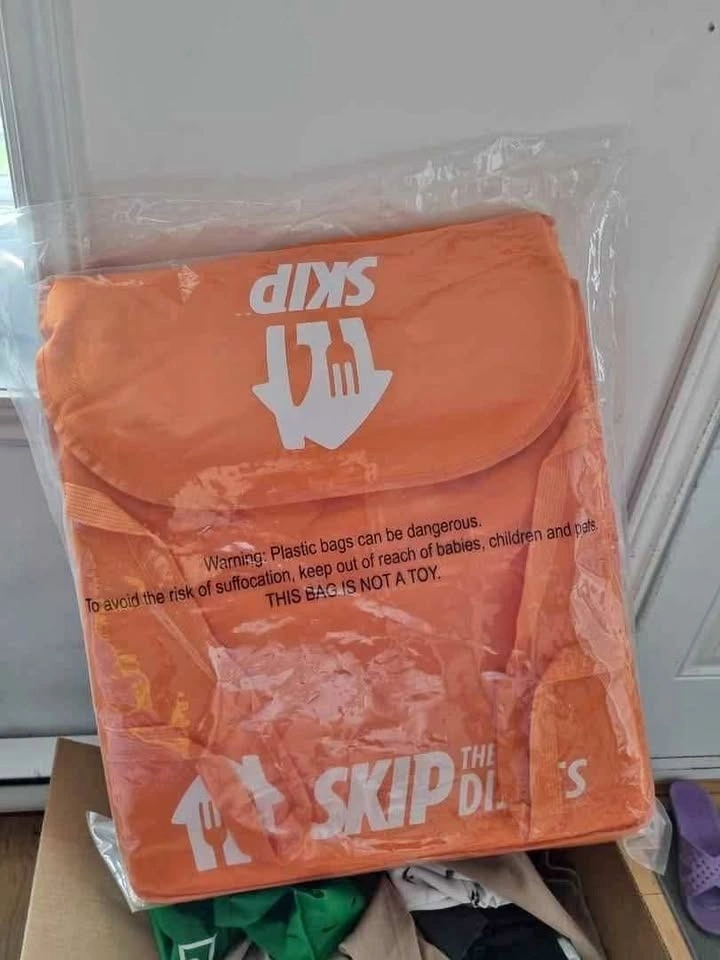 SKIP
Warning: Plastic bags can be dangerous.
To avoid the risk of suffocation, keep out of reach of babies, children and pets.
THIS BAG IS NOT A TOY.
SKIP THE